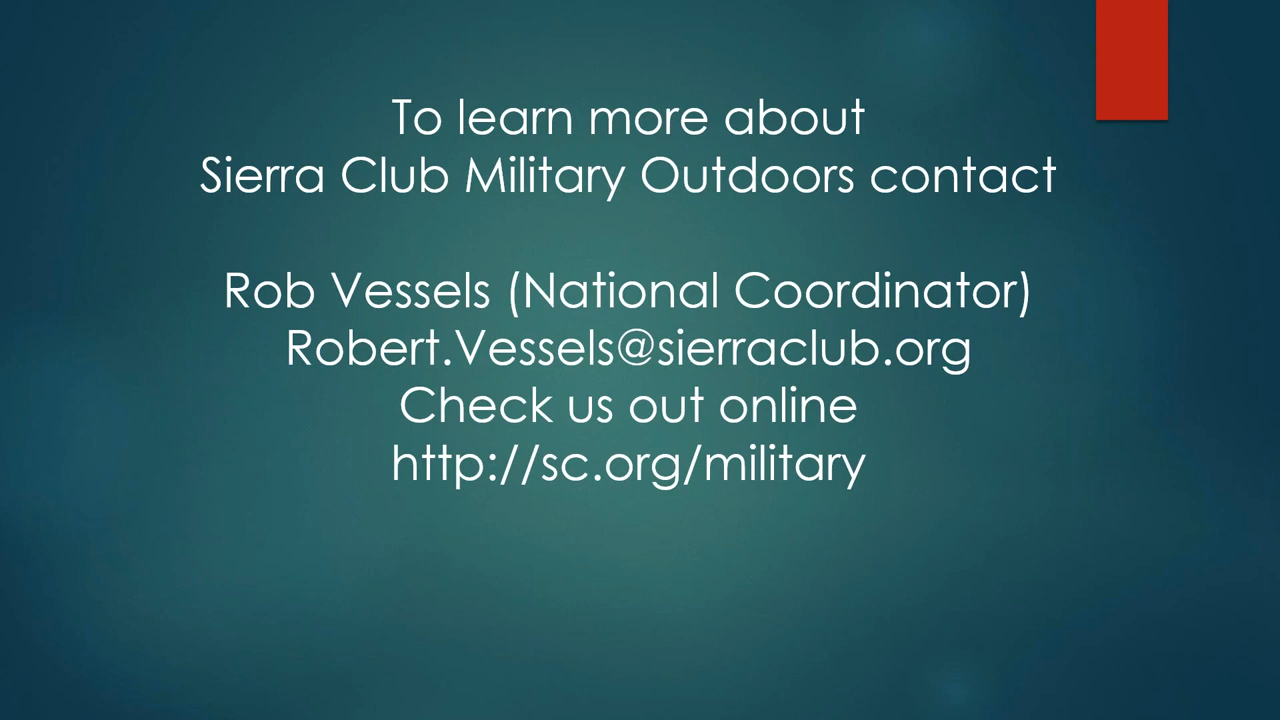 To learn more about
Sierra Club Military Outdoors contact
Rob Vessels (National Coordinator)
Robert.Vessels@sierraclub.org
Check us out online
http://sc.org/military